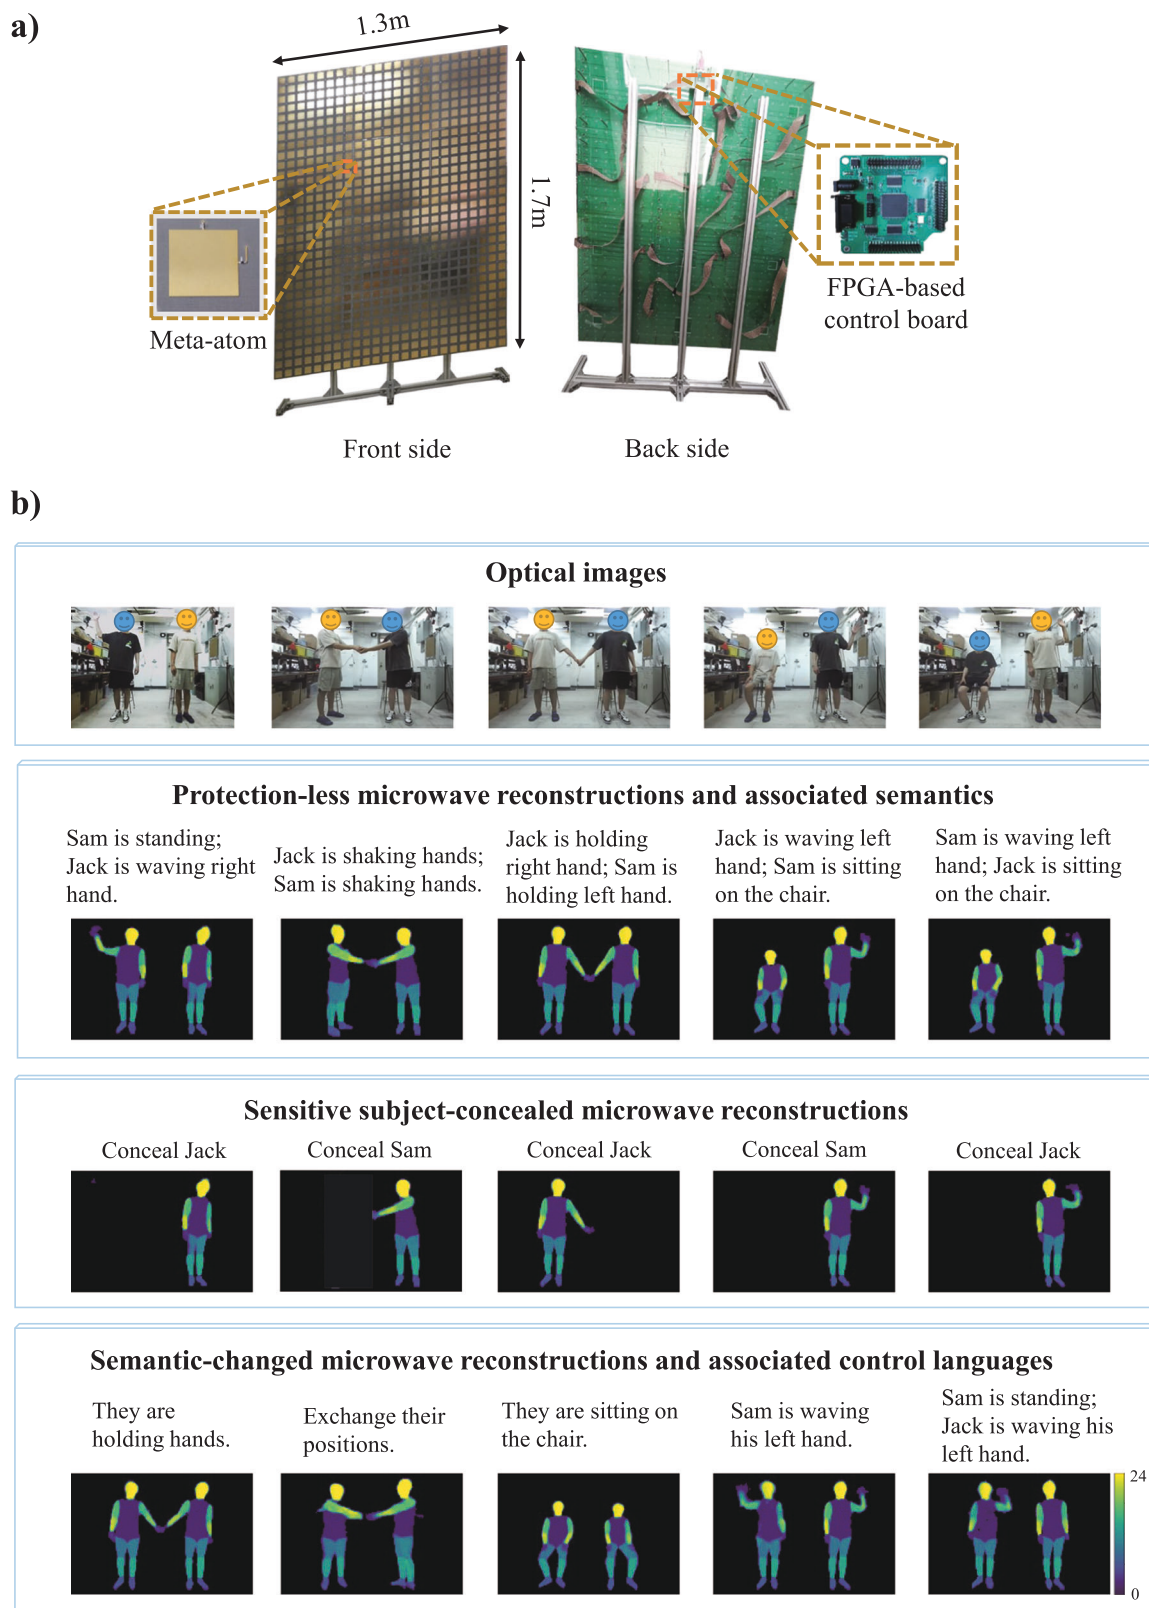 a)
1.3m
1.7m
Meta-atom
FPGA-based
control board
Front side
Back side
b)
Optical images
Protection-less microwave reconstructions and associated semantics
Sam is standing;
Jack is waving right
hand.
Jack is shaking hands;
Sam is shaking hands.
Jack is holding
right hand; Sam is
holding left hand.
Jack is waving left
hand; Sam is sitting
on the chair.
Sam is waving left
hand; Jack is sitting
on the chair.
Sensitive subject-concealed microwave reconstructions
Conceal Jack
Conceal Sam
Conceal Jack
Conceal Sam
Conceal Jack
Semantic-changed microwave reconstructions and associated control languages
They are
holding hands.
Exchange their
positions.
They are sitting on
the chair.
Sam is waving
his left hand.
Sam is standing;
Jack is waving his
left hand.
24
0